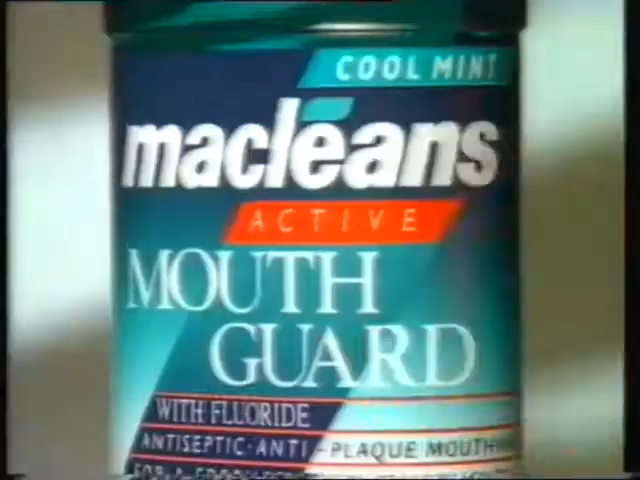 COOL MINT
macleans
ACTIVE
MOUTH
GUARD
WITH FLUORIDE
ANTISEPTIC·ANTI-PLAQUE MOUTH